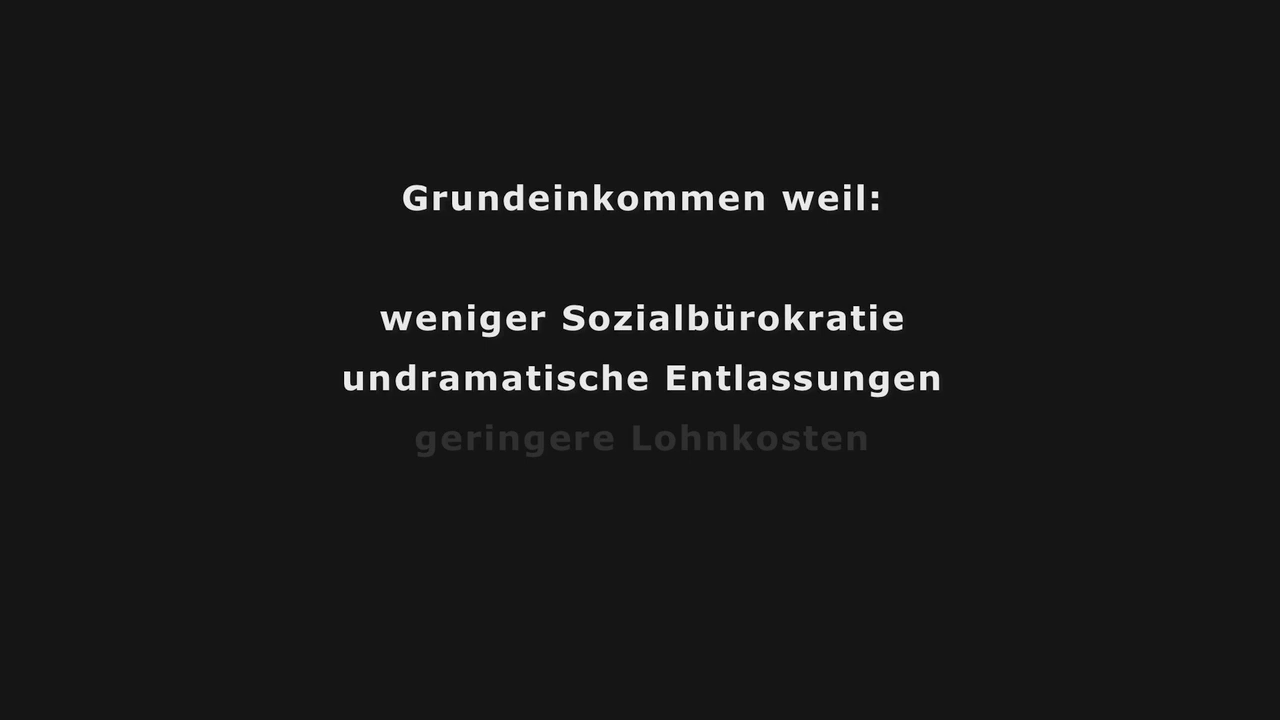 Grundeinkommen weil:
weniger Sozialbürokratie
undramatische Entlassungen
geringere Lohnkosten